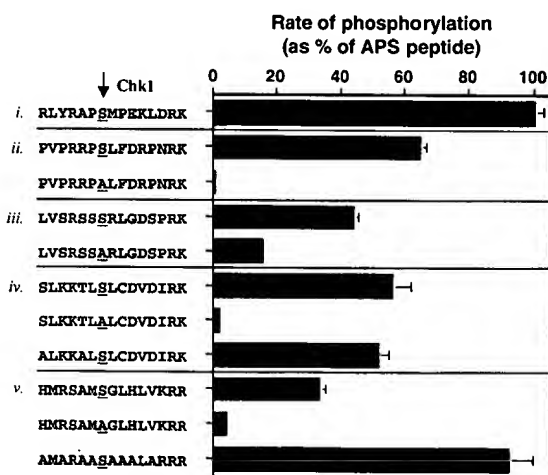 Rate of phosphorylation
(as % of APS peptide)
Chk1
0 20 40 60 80 100
i. RLYRAPSMPEKLDRK
ii. PVPRRPSLFDRPNRK
PVPRRPALFDRPNRK
iii. LVSRSSSRLGDSPRK
LVSRSSARLGDSPRK
iv. SLKKTLSLCDVDIRK
SLKKTLALCDVDIRK
ALKKALSLCDVDIRK
v. HMRSAMSGLHLVKRR
HMRSAMAGLHLVKRR
AMARAASAAALARRR